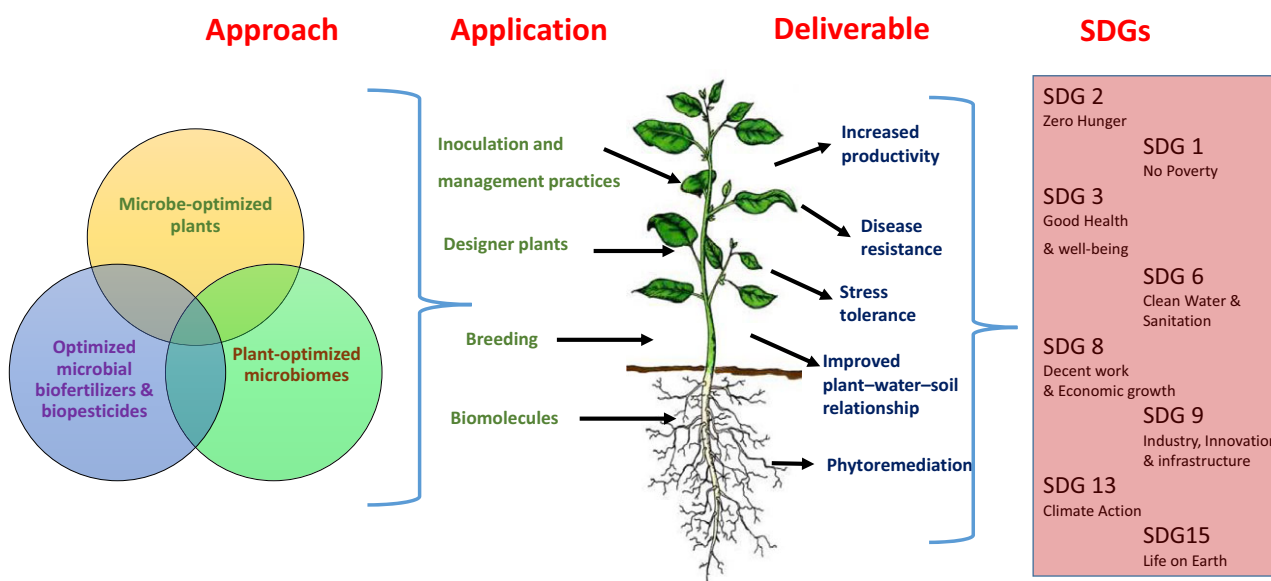 Approach
Application
Deliverable
SDGs
Microbe-optimized
plants
Optimized
microbial
biofertilizers &
biopesticides
Plant-optimized
microbiomes
Inoculation and
management practices
Designer plants
Breeding
Biomolecules
Increased
productivity
Disease
resistance
Stress
tolerance
Improved
plant–water–soil
relationship
Phytoremediation
SDG 2
Zero Hunger
SDG 1
No Poverty
SDG 3
Good Health
& well-being
SDG 6
Clean Water &
Sanitation
SDG 8
Decent work
& Economic growth
SDG 9
Industry, Innovation
& infrastructure
SDG 13
Climate Action
SDG15
Life on Earth